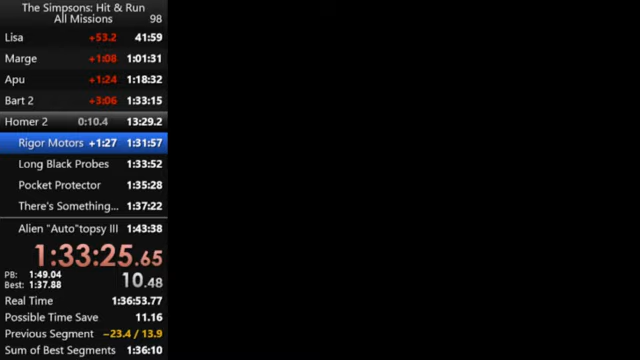 The Simpsons: Hit & Run
All Missions 98
Lisa +53.2 41:59
Marge +1:08 1:01:31
Apu +1:24 1:18:32
Bart 2 +3:06 1:33:15
Homer 2 0:10.4 13:29.2
Rigor Motors +1:27 1:31:57
Long Black Probes 1:33:52
Pocket Protector 1:35:28
There's Something... 1:37:22
Alien "Auto"topsy III 1:43:38
1:33:25.65
PB: 1:49.04
Best: 1:37.88
10.48
Real Time 1:36:53.77
Possible Time Save 11.16
Previous Segment −23.4 / 13.9
Sum of Best Segments 1:36:10